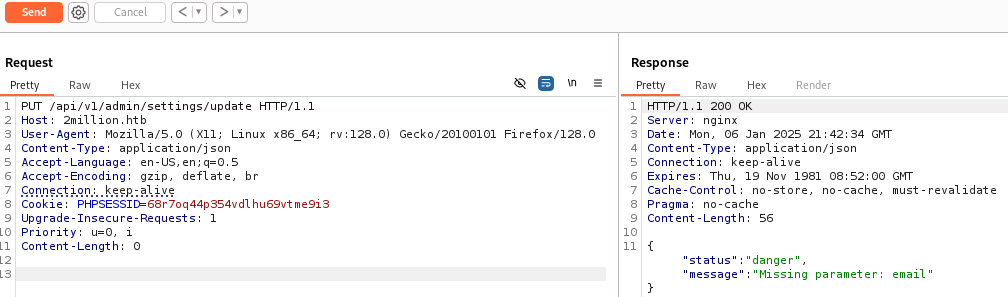 Send Cancel < ▼ > ▼
Request
Pretty Raw Hex \n ≡
1 PUT /api/v1/admin/settings/update HTTP/1.1
2 Host: 2million.htb
3 User-Agent: Mozilla/5.0 (X11; Linux x86_64; rv:128.0) Gecko/20100101 Firefox/128.0
4 Content-Type: application/json
5 Accept-Language: en-US,en;q=0.5
6 Accept-Encoding: gzip, deflate, br
7 Connection: keep-alive
8 Cookie: PHPSESSID=68r7oq44p354vdlhu69vtme9i3
9 Upgrade-Insecure-Requests: 1
10 Priority: u=0, i
11 Content-Length: 0
12
13
Response
Pretty Raw Hex Render
1 HTTP/1.1 200 OK
2 Server: nginx
3 Date: Mon, 06 Jan 2025 21:42:34 GMT
4 Content-Type: application/json
5 Connection: keep-alive
6 Expires: Thu, 19 Nov 1981 08:52:00 GMT
7 Cache-Control: no-store, no-cache, must-revalidate
8 Pragma: no-cache
9 Content-Length: 56
10
11 {
"status":"danger",
"message":"Missing parameter: email"
}